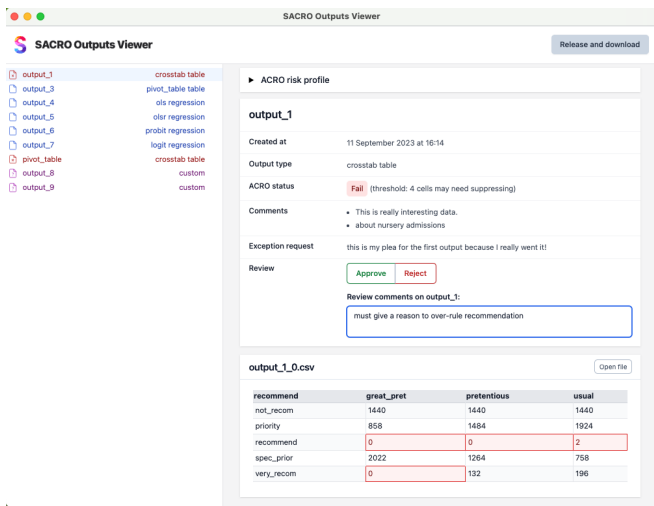 SACRO Outputs Viewer
SACRO Outputs Viewer
Release and download
output_1 crosstab table
output_3 pivot_table table
output_4 ols regression
output_5 olsr regression
output_6 probit regression
output_7 logit regression
pivot_table crosstab table
output_8 custom
output_9 custom
ACRO risk profile
output_1
Created at 11 September 2023 at 16:14
Output type crosstab table
ACRO status Fail (threshold: 4 cells may need suppressing)
Comments • This is really interesting data.
• about nursery admissions
Exception request this is my plea for the first output because I really went it!
Review Approve Reject
Review comments on output_1:
must give a reason to over-rule recommendation
output_1_0.csv Open file
recommend great_pret pretentious usual
not_recom 1440 1440 1440
priority 858 1484 1924
recommend 0 0 2
spec_prior 2022 1264 758
very_recom 0 132 196